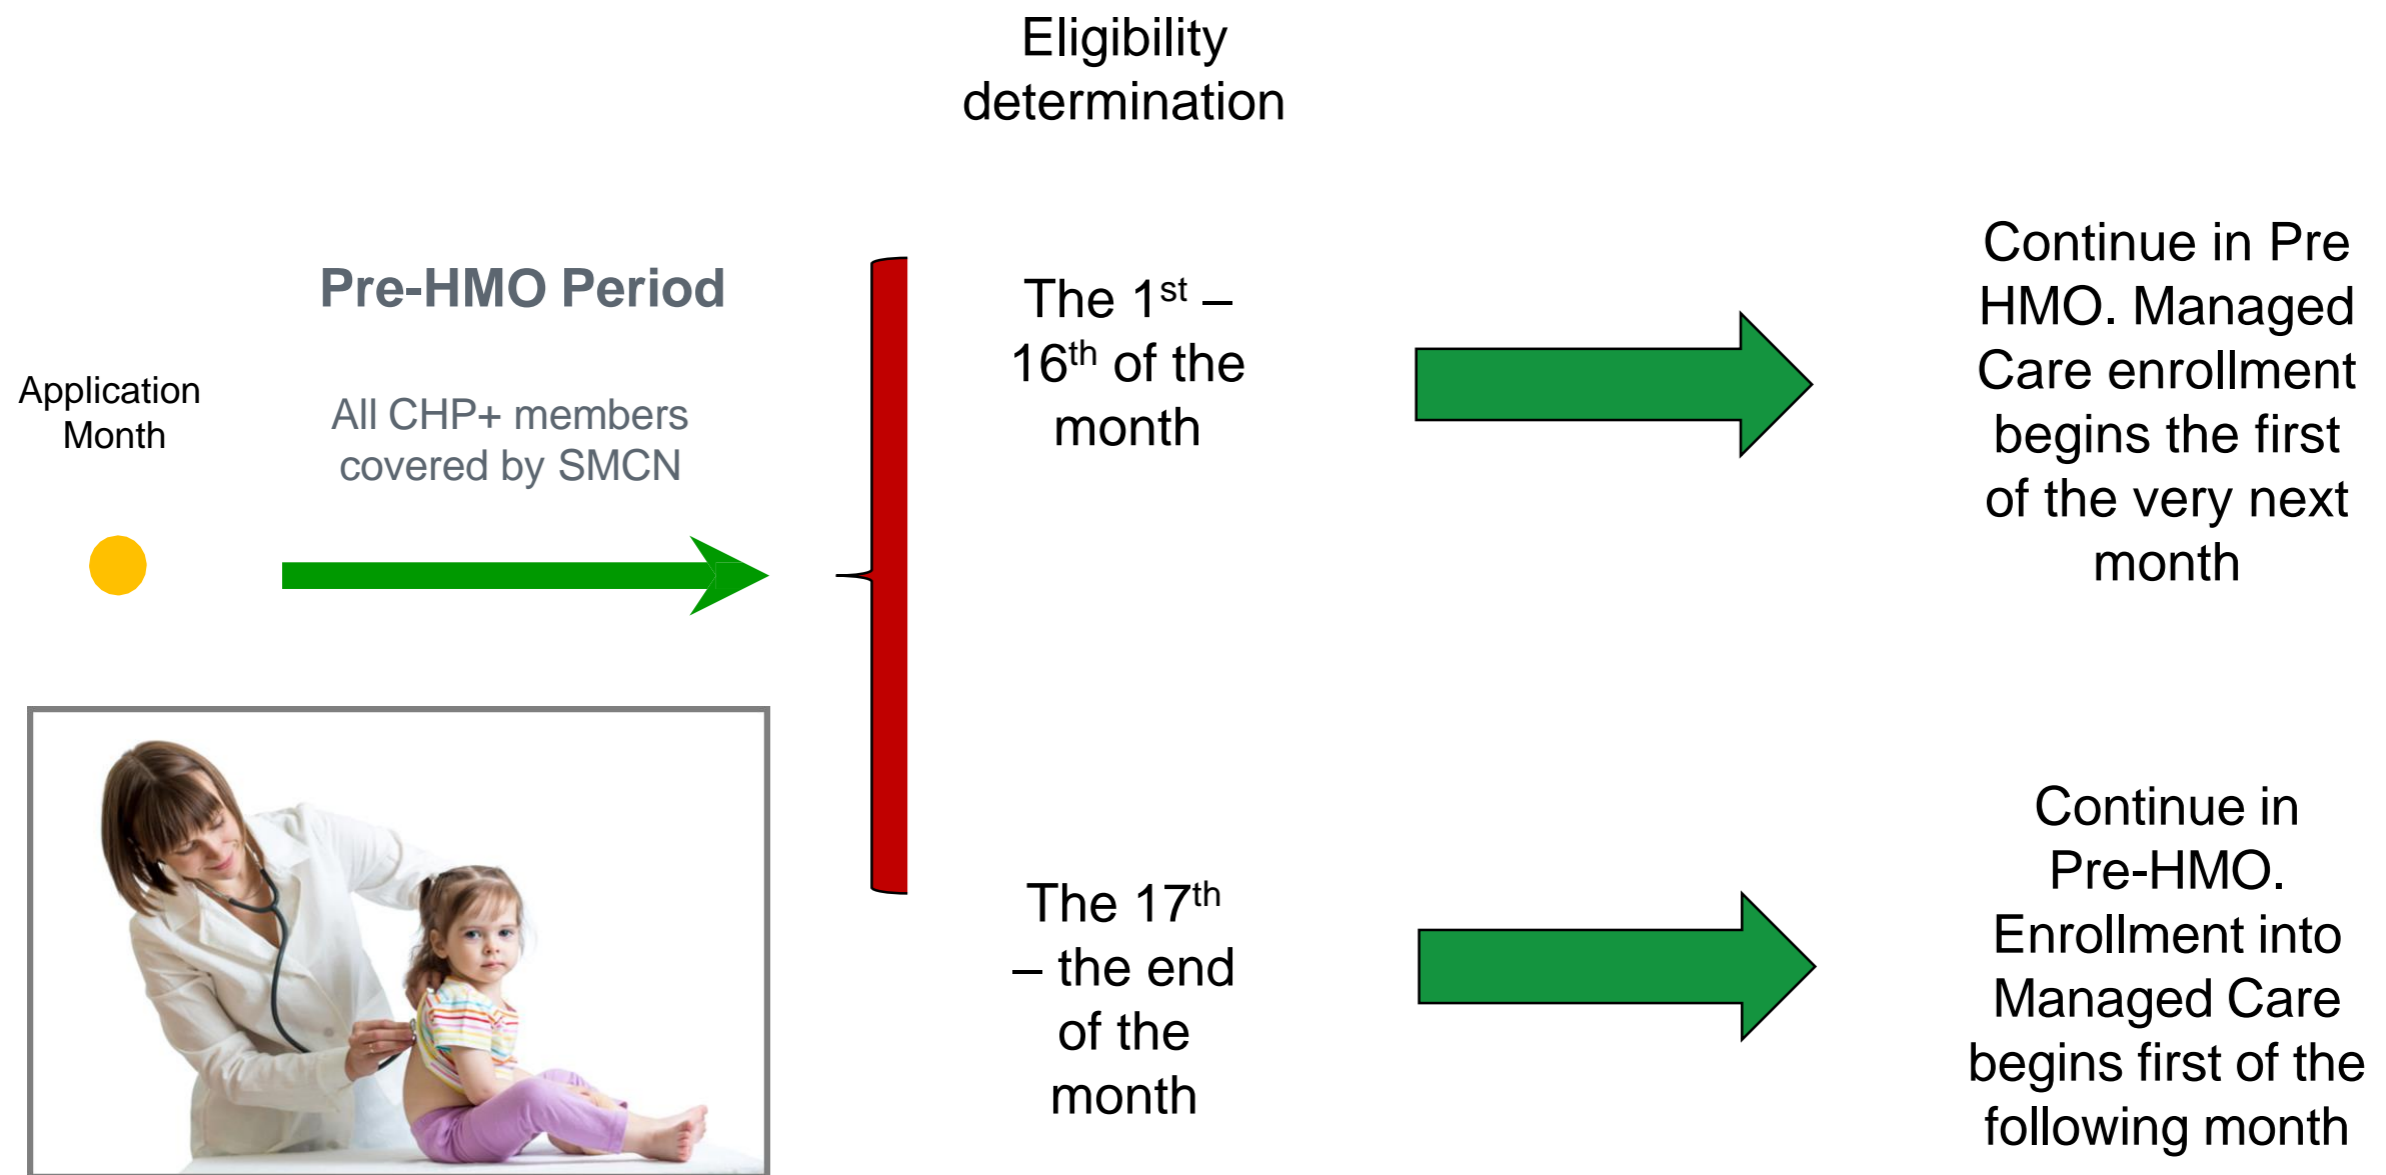 Eligibility
determination
Application
Month
Pre-HMO Period
All CHP+ members
covered by SMCN
The 1st –
16th of the
month
Continue in Pre
HMO. Managed
Care enrollment
begins the first
of the very next
month
The 17th
– the end
of the
month
Continue in
Pre-HMO.
Enrollment into
Managed Care
begins first of the
following month